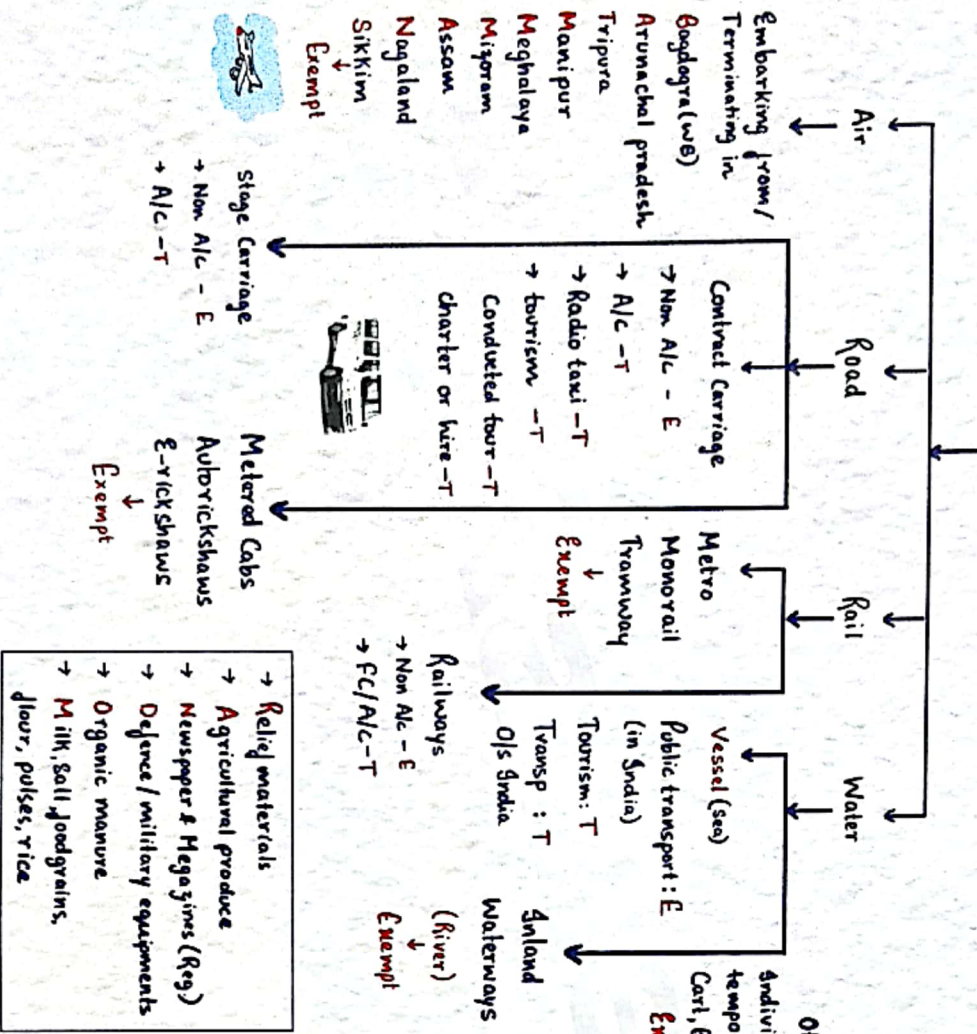 Air
Embarking from/
Terminating in
Bagdogra (WB)
Arunachal pradesh
Tripura
Manipur
Meghalaya
Mizoram
Assam
Nagaland
Sikkim
↓
Exempt
Road
Contract Carriage
→ Non A/c - E
→ A/c - T
→ Radio taxi - T
→ tourism - T
Conducted tour - T
charter or hire - T
Stage Carriage
→ Non A/c - E
→ A/c - T
Metered Cabs
Autorickshaws
E-rickshaws
↓
Exempt
Rail
Metro
Monorail
Tramway
↓
Exempt
Railways
→ Non A/c - E
→ FC/A/c - T
Water
Vessel (Sea)
Public transport : E
(in India)
Tourism : T
Transp : T
O/s India
Inland
Waterways
(River)
↓
Exempt
→ Relief materials
→ Agricultural produce
→ Newspaper & Megazines (Reg)
→ Defence/military equipments
→ Organic manure
→ Milk, salt, foodgrains,
flour, pulses, rice